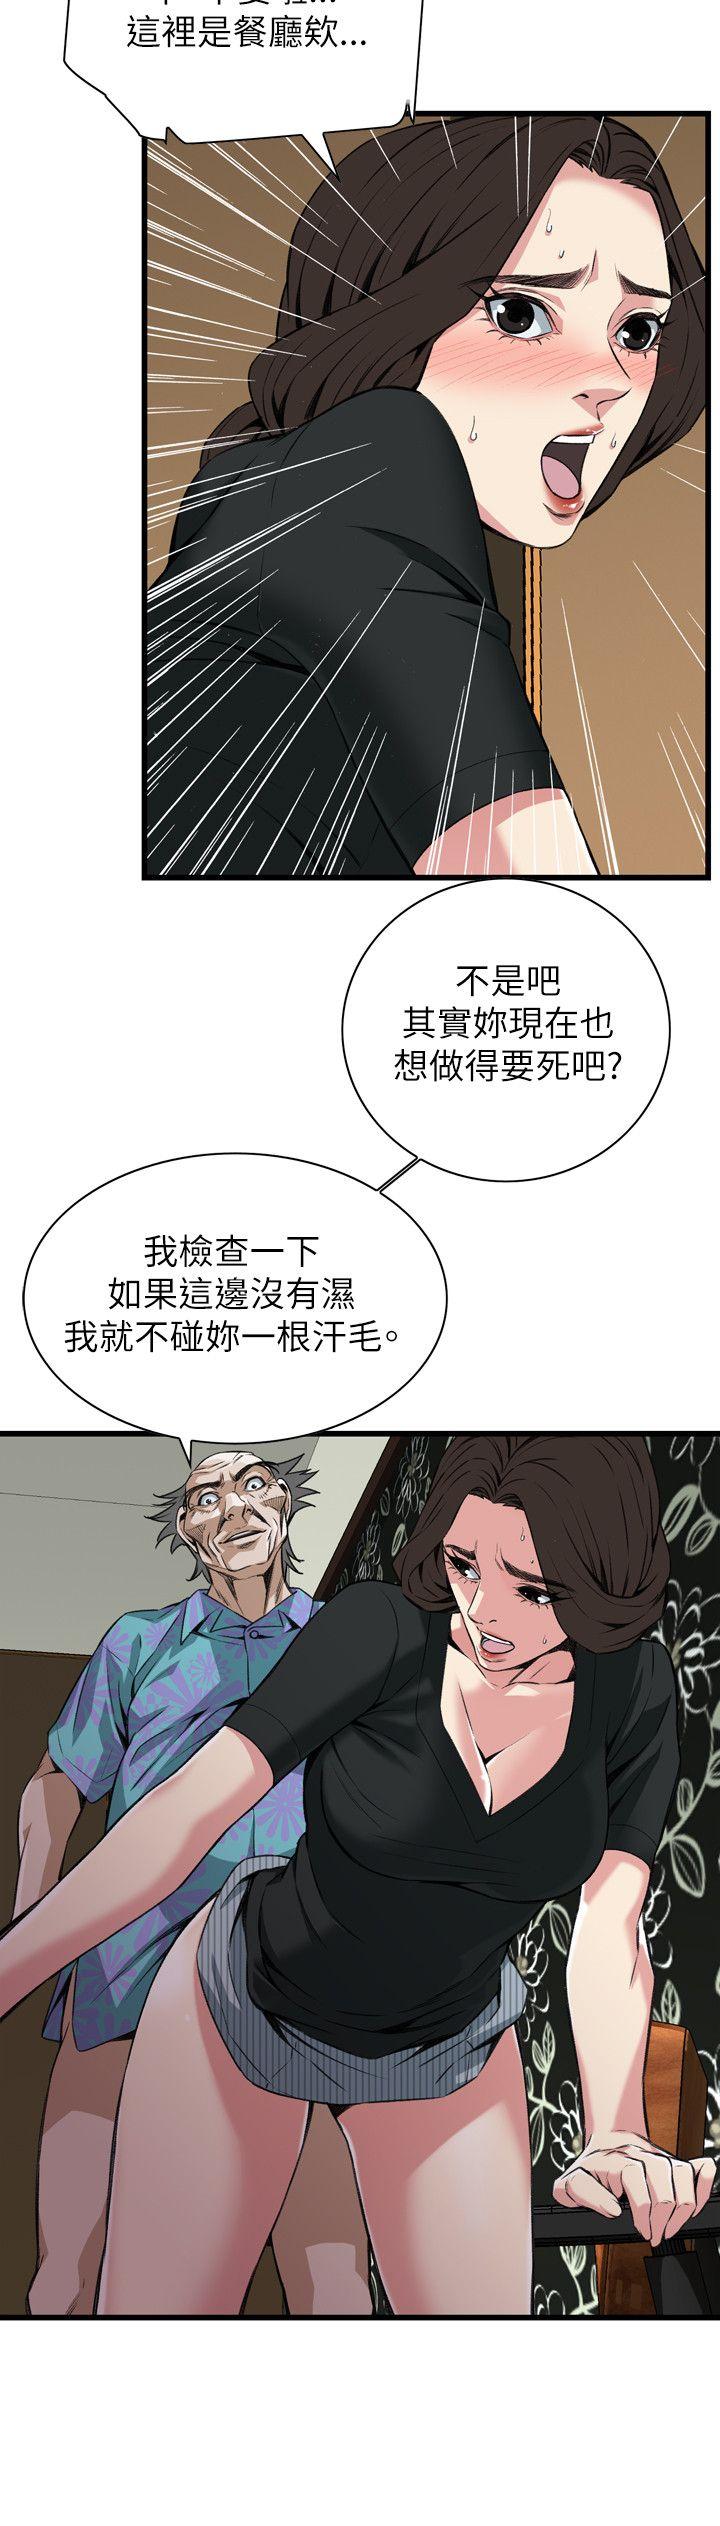 這裡是餐廳欸...
不是吧
其實妳現在也
想做得要死吧?
我檢查一下
如果這邊沒有濕
我就不碰妳一根汗毛。